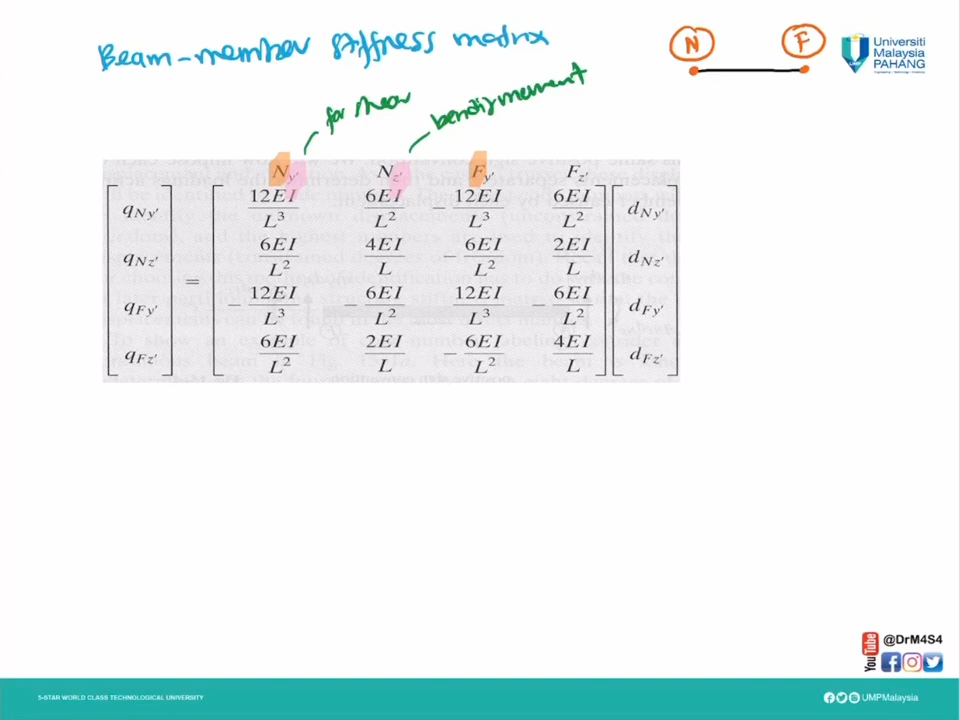 Beam-member stiffness matrix
N F
Universiti
Malaysia
PAHANG
for shear
bending moment
N_{y'} N_{z'} F_{y'} F_{z'}
q_{Ny'} 12EI/L^3 6EI/L^2 - 12EI/L^3 6EI/L^2 d_{Ny'}
q_{Nz'} 6EI/L^2 4EI/L - 6EI/L^2 2EI/L d_{Nz'}
=
q_{Fy'} - 12EI/L^3 - 6EI/L^2 12EI/L^3 - 6EI/L^2 d_{Fy'}
q_{Fz'} 6EI/L^2 2EI/L - 6EI/L^2 4EI/L d_{Fz'}
YouTube
@DrM4S4
5-STAR WORLD CLASS TECHNOLOGICAL UNIVERSITY
UMPMalaysia